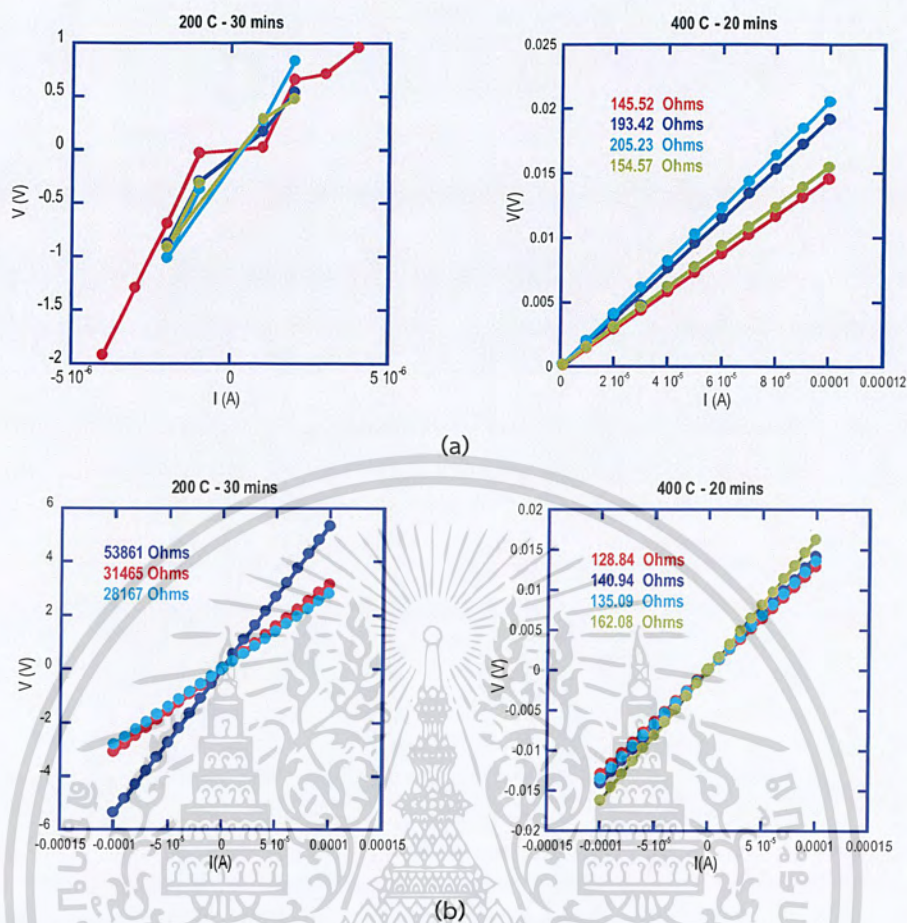 200 C - 30 mins
1
0.5
0
-0.5
-1
-1.5
-2
V (V)
-5 10⁻⁶
0
5 10⁻⁶
I (A)
400 C - 20 mins
0.025
0.02
0.015
0.01
0.005
0
V(V)
145.52 Ohms
193.42 Ohms
205.23 Ohms
154.57 Ohms
0
2 10⁻⁵
4 10⁻⁵
6 10⁻⁵
8 10⁻⁵
0.0001
0.00012
I (A)
(a)
200 C - 30 mins
6
4
2
0
-2
-4
-6
V (V)
53861 Ohms
31465 Ohms
28167 Ohms
-0.00015
-0.0001
-5 10⁻⁵
0
5 10⁻⁵
0.0001
0.00015
I(A)
400 C - 20 mins
0.02
0.015
0.01
0.005
0
-0.005
-0.01
-0.015
-0.02
V (V)
128.84 Ohms
140.94 Ohms
135.09 Ohms
162.08 Ohms
-0.00015
-0.0001
-5 10⁻⁵
0
5 10⁻⁵
0.0001
0.00015
I(A)
(b)